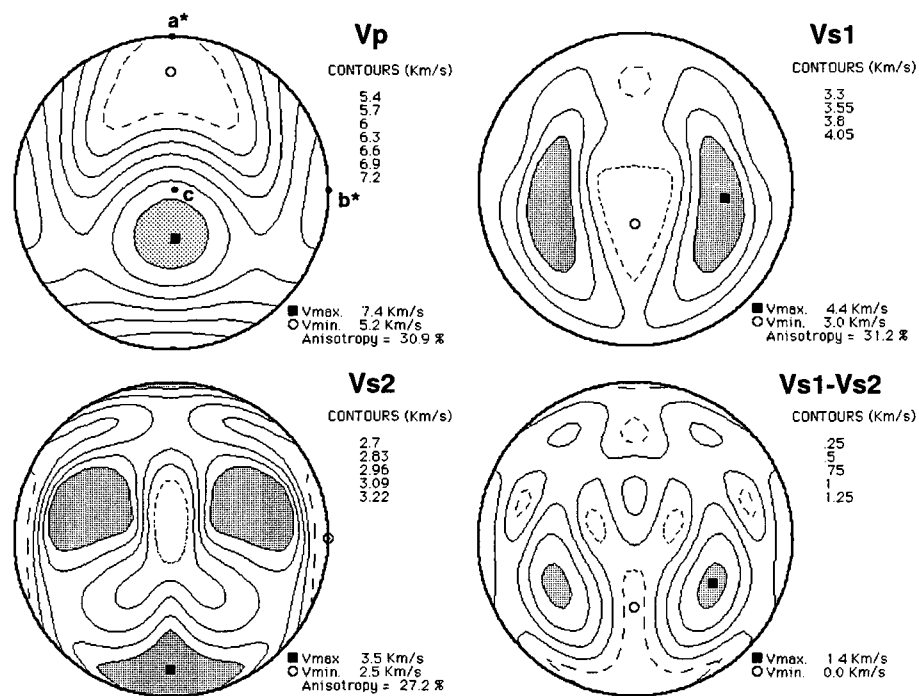 a*
Vp
CONTOURS (Km/s)
5.4
5.7
6
6.3
6.6
6.9
7.2
c
b*
Vmax. 7.4 Km/s
Vmin. 5.2 Km/s
Anisotropy = 30.9 %
Vs1
CONTOURS (Km/s)
3.3
3.55
3.8
4.05
Vmax. 4.4 Km/s
Vmin. 3.0 Km/s
Anisotropy = 31.2 %
Vs2
CONTOURS (Km/s)
2.7
2.83
2.96
3.09
3.22
Vmax 3.5 Km/s
Vmin. 2.5 Km/s
Anisotropy = 27.2 %
Vs1-Vs2
CONTOURS (Km/s)
.25
.5
.75
1
1.25
Vmax. 1.4 Km/s
Vmin. 0.0 Km/s